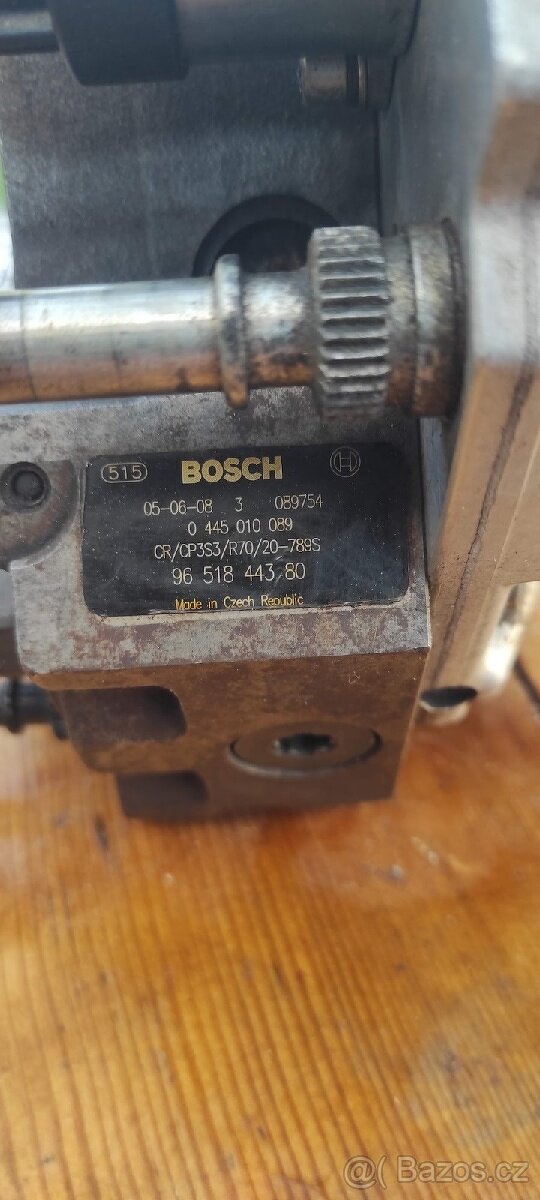 515 BOSCH
05-06-08 3 089754
0 445 010 089
CR/CP3S3/R70/20-789S
96 518 443 80
Made in Czech Republic
@( Bazoš.cz